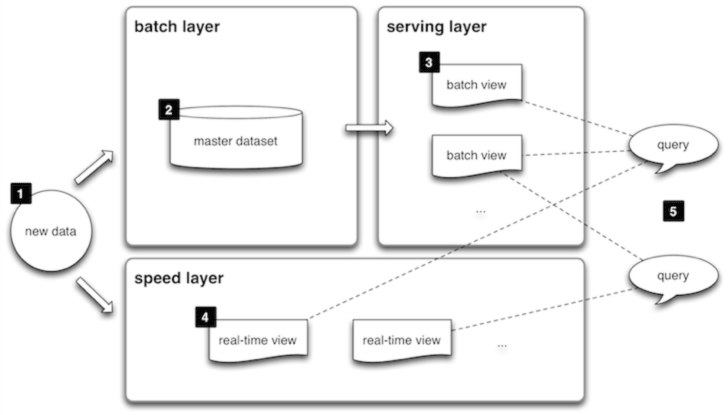 batch layer
serving layer
3
batch view
2
master dataset
batch view
query
1
...
5
new data
speed layer
query
4
real-time view
real-time view
...